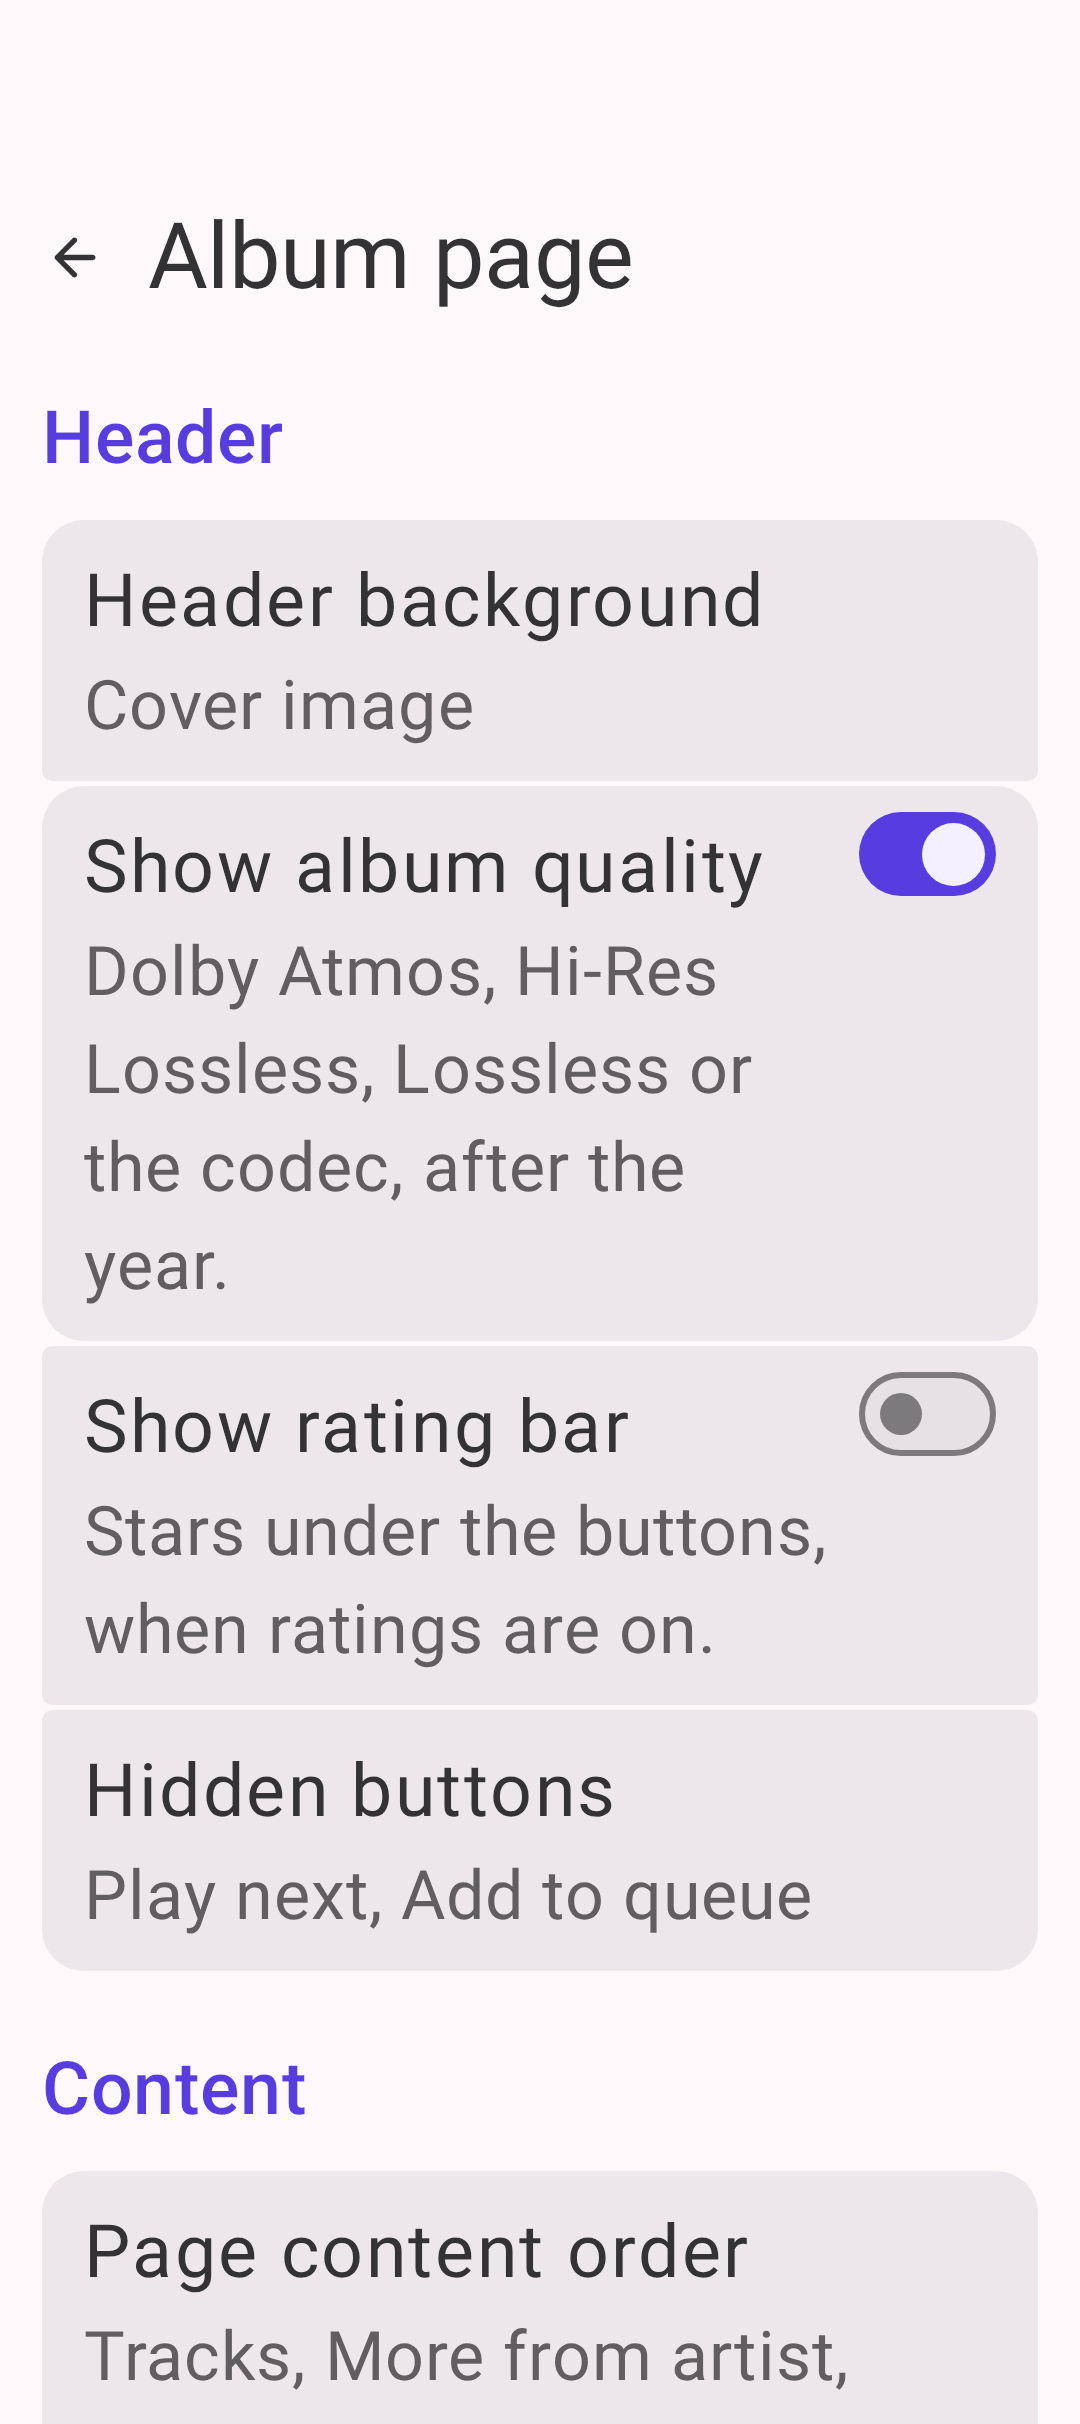 Album page
Header
Header background
Cover image
Show album quality
Dolby Atmos, Hi-Res
Lossless, Lossless or
the codec, after the
year.
Show rating bar
Stars under the buttons,
when ratings are on.
Hidden buttons
Play next, Add to queue
Content
Page content order
Tracks, More from artist,